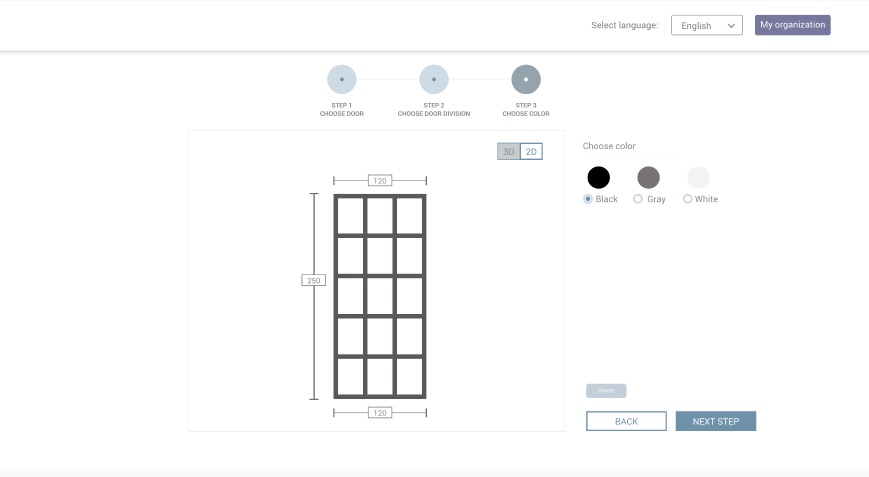 Select language:
English
My organization
STEP 1
CHOOSE DOOR
STEP 2
CHOOSE DOOR DIVISION
STEP 3
CHOOSE COLOR
3D
2D
Choose color
Black
Gray
White
120
250
120
SHARE
BACK
NEXT STEP